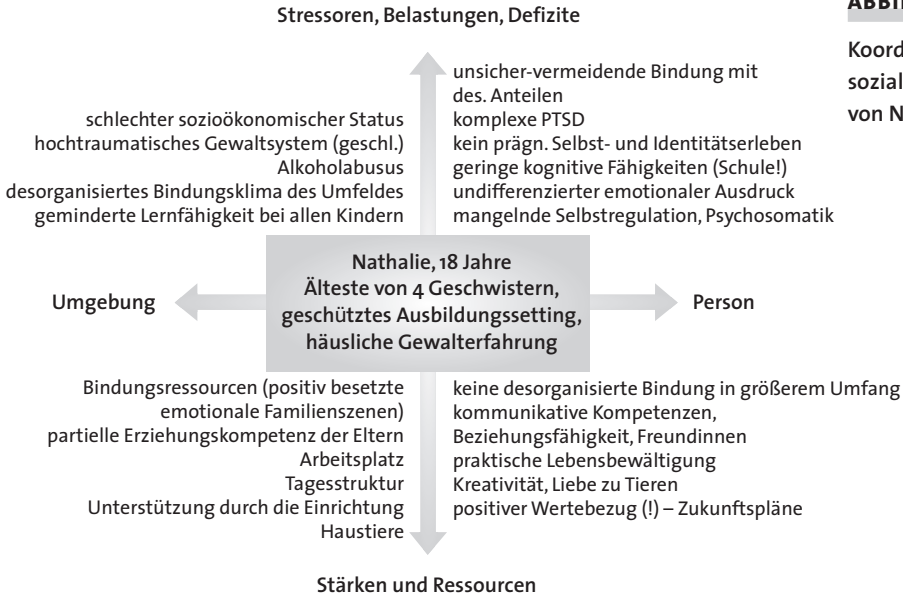 Stressoren, Belastungen, Defizite
Koord
sozial
von N
schlechter sozioökonomischer Status
hochtraumatisches Gewaltsystem (geschl.)
Alkoholabusus
desorganisiertes Bindungsklima des Umfeldes
geminderte Lernfähigkeit bei allen Kindern
unsicher-vermeidende Bindung mit
des. Anteilen
komplexe PTSD
kein prägn. Selbst- und Identitätserleben
geringe kognitive Fähigkeiten (Schule!)
undifferenzierter emotionaler Ausdruck
mangelnde Selbstregulation, Psychosomatik
Umgebung
Nathalie, 18 Jahre
Älteste von 4 Geschwistern,
geschütztes Ausbildungssetting,
häusliche Gewalterfahrung
Person
Bindungsressourcen (positiv besetzte
emotionale Familienszenen)
partielle Erziehungskompetenz der Eltern
Arbeitsplatz
Tagesstruktur
Unterstützung durch die Einrichtung
Haustiere
keine desorganisierte Bindung in größerem Umfang
kommunikative Kompetenzen,
Beziehungsfähigkeit, Freundinnen
praktische Lebensbewältigung
Kreativität, Liebe zu Tieren
positiver Wertebezug (!) – Zukunftspläne
Stärken und Ressourcen